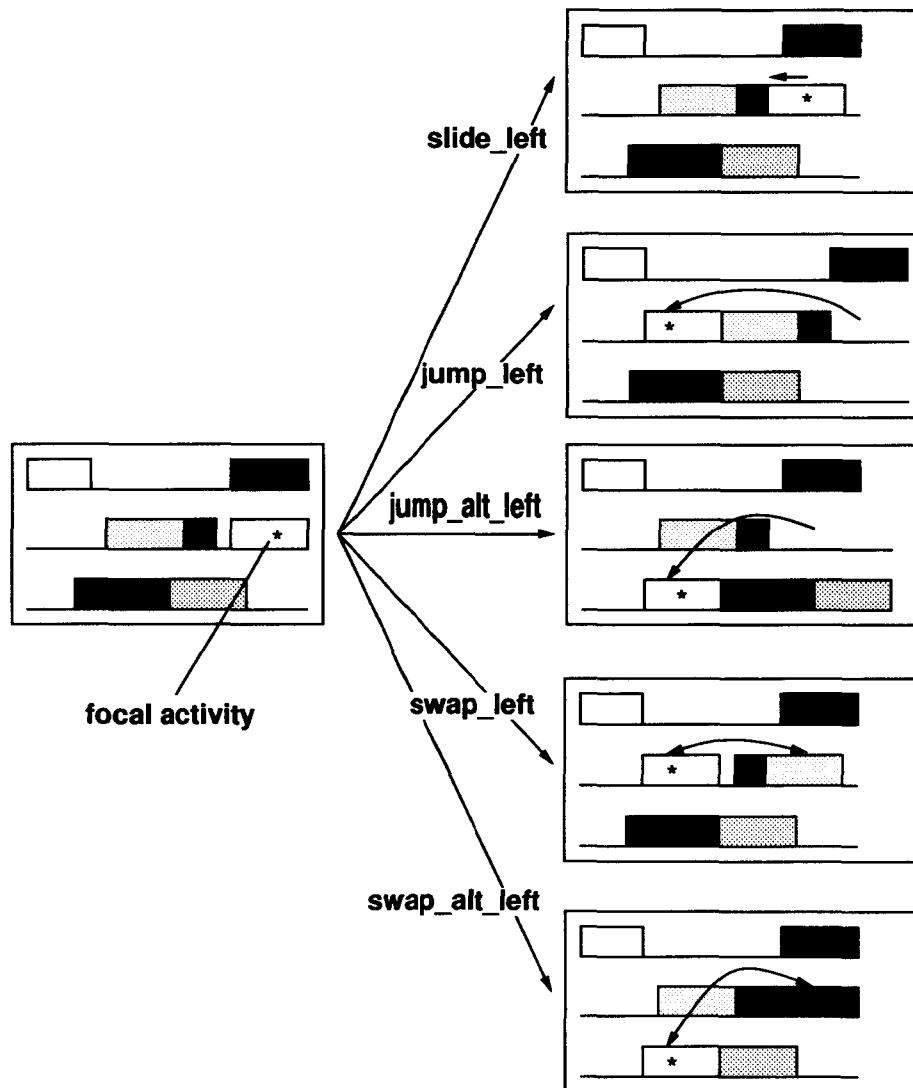 *
slide_left
*
jump_left
*
jump_alt_left
*
*
focal activity
swap_left
*
swap_alt_left
*